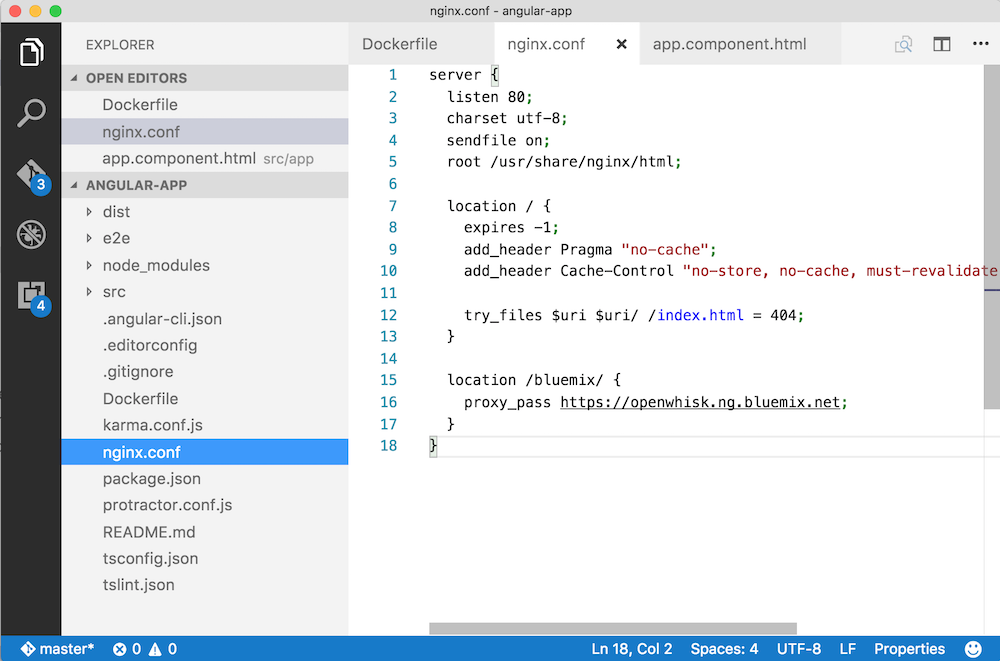 nginx.conf - angular-app
EXPLORER
OPEN EDITORS
Dockerfile
nginx.conf
app.component.html src/app
ANGULAR-APP
dist
e2e
node_modules
src
.angular-cli.json
.editorconfig
.gitignore
Dockerfile
karma.conf.js
nginx.conf
package.json
protractor.conf.js
README.md
tsconfig.json
tslint.json
3
4
Dockerfile nginx.conf app.component.html
1 server {
2 listen 80;
3 charset utf-8;
4 sendfile on;
5 root /usr/share/nginx/html;
6
7 location / {
8 expires -1;
9 add_header Pragma "no-cache";
10 add_header Cache-Control "no-store, no-cache, must-revalidate
11
12 try_files $uri $uri/ /index.html = 404;
13 }
14
15 location /bluemix/ {
16 proxy_pass https://openwhisk.ng.bluemix.net;
17 }
18 }
master* 0 0 Ln 18, Col 2 Spaces: 4 UTF-8 LF Properties